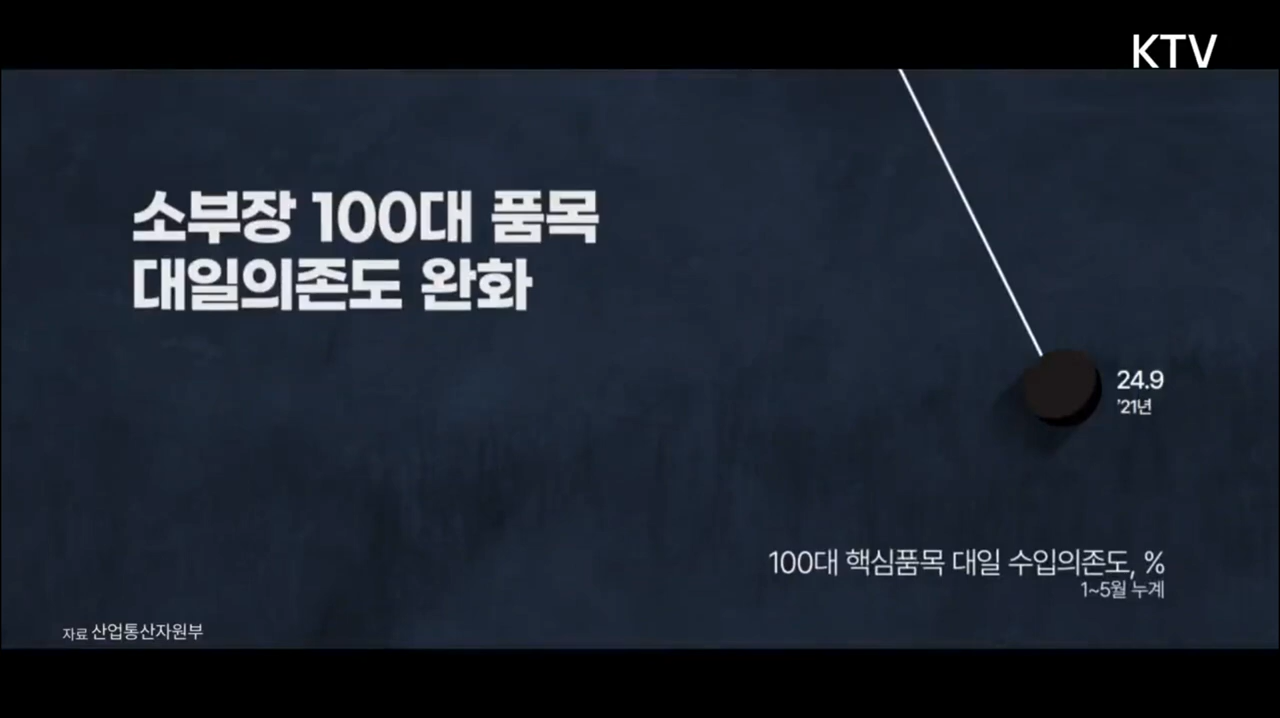 KTV
소부장 100대 품목
대일의존도 완화
24.9
'21년
100대 핵심품목 대일 수입의존도, %
1~5월 누계
자료 산업통산자원부